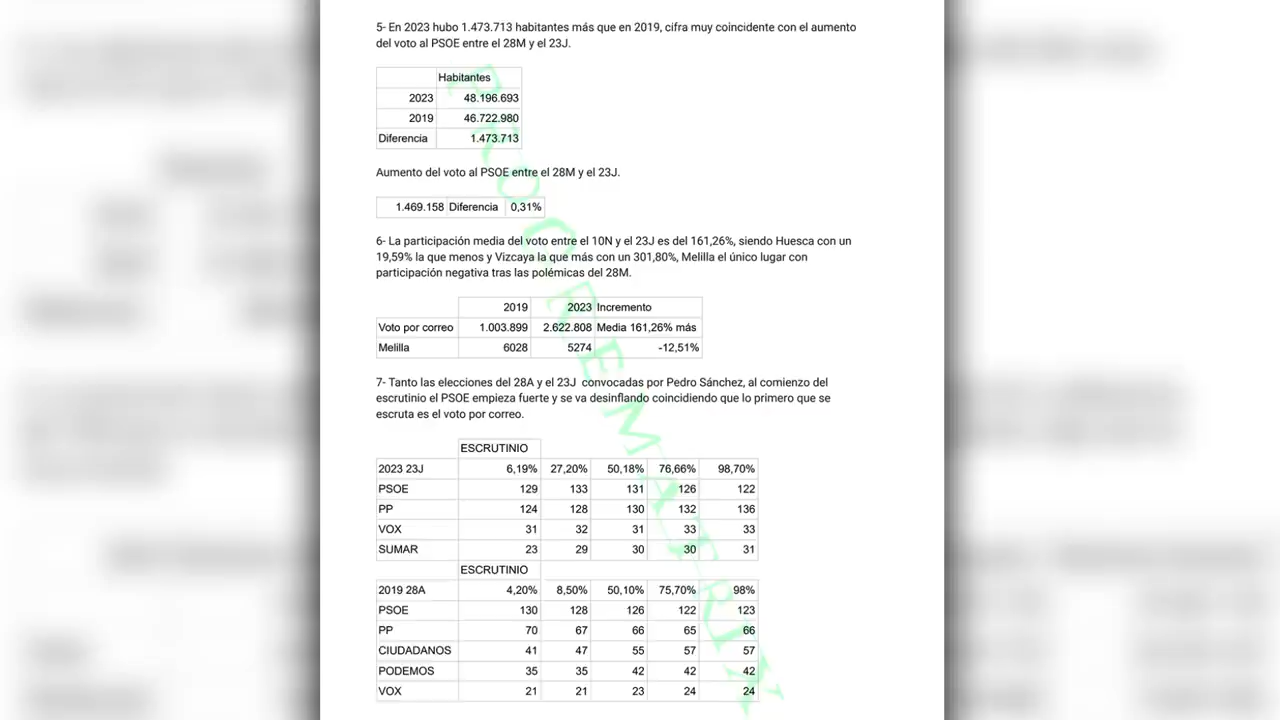 5- En 2023 hubo 1.473.713 habitantes más que en 2019, cifra muy coincidente con el aumento
del voto al PSOE entre el 28M y el 23J.
Habitantes
2023 48.196.693
2019 46.722.980
Diferencia 1.473.713
Aumento del voto al PSOE entre el 28M y el 23J.
1.469.158 Diferencia 0,31%
6- La participación media del voto entre el 10N y el 23J es del 161,26%, siendo Huesca con un
19,59% la que menos y Vizcaya la que más con un 301,80%, Melilla el único lugar con
participación negativa tras las polémicas del 28M.
2019 2023 Incremento
Voto por correo 1.003.899 2.622.808 Media 161,26% más
Melilla 6028 5274 -12,51%
7- Tanto las elecciones del 28A y el 23J convocadas por Pedro Sánchez, al comienzo del
escrutinio el PSOE empieza fuerte y se va desinflando coincidiendo que lo primero que se
escruta es el voto por correo.
ESCRUTINIO
2023 23J 6,19% 27,20% 50,18% 76,66% 98,70%
PSOE 129 133 131 126 122
PP 124 128 130 132 136
VOX 31 32 31 33 33
SUMAR 23 29 30 30 31
ESCRUTINIO
2019 28A 4,20% 8,50% 50,10% 75,70% 98%
PSOE 130 128 126 122 123
PP 70 67 66 65 66
CIUDADANOS 41 47 55 57 57
PODEMOS 35 35 42 42 42
VOX 21 21 23 24 24